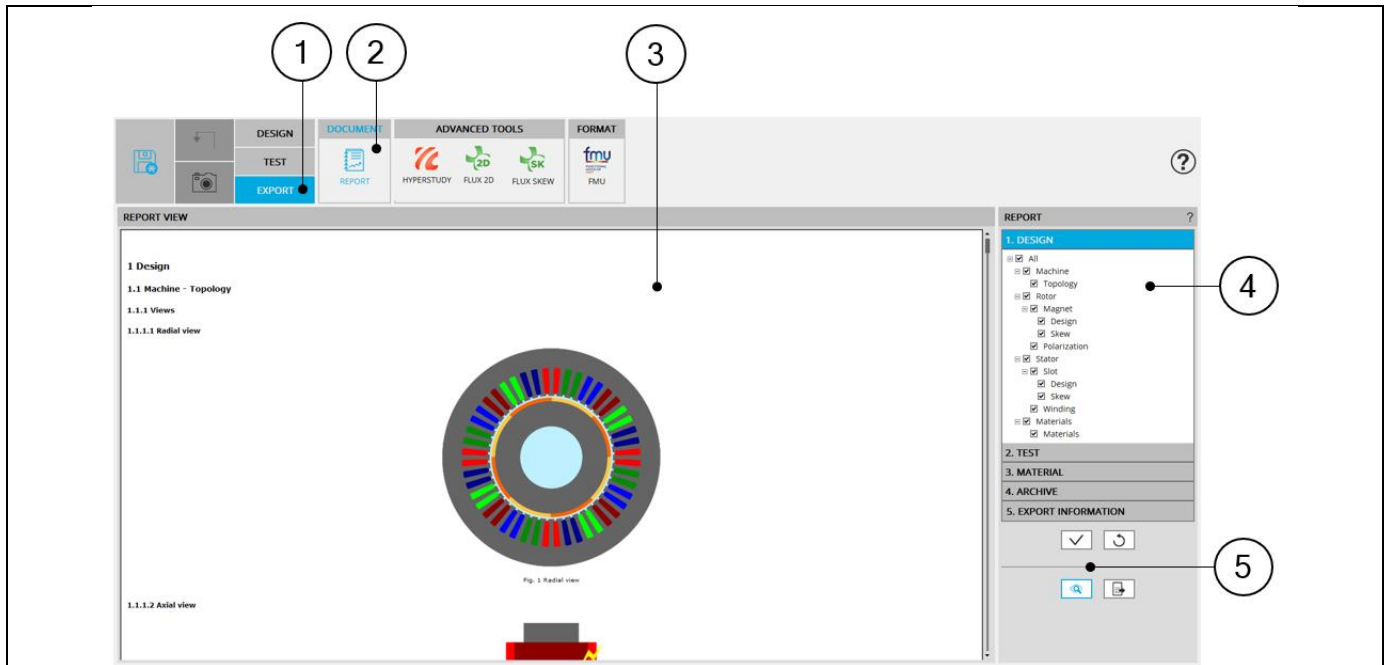 1
2
3
DESIGN
DOCUMENT
ADVANCED TOOLS
FORMAT
TEST
2D
SK
fmu
REPORT
HYPERSTUDY
FLUX 2D
FLUX SKEW
FMU
EXPORT
?
REPORT VIEW
REPORT
?
1 Design
1.1 Machine - Topology
1.1.1 Views
1.1.1.1 Radial view
Fig. 1 Radial view
1.1.1.2 Axial view
1. DESIGN
All
Machine
Topology
Rotor
Magnet
Design
Skew
Polarization
Stator
Slot
Design
Skew
Winding
Materials
Materials
2. TEST
3. MATERIAL
4. ARCHIVE
5. EXPORT INFORMATION
4
5